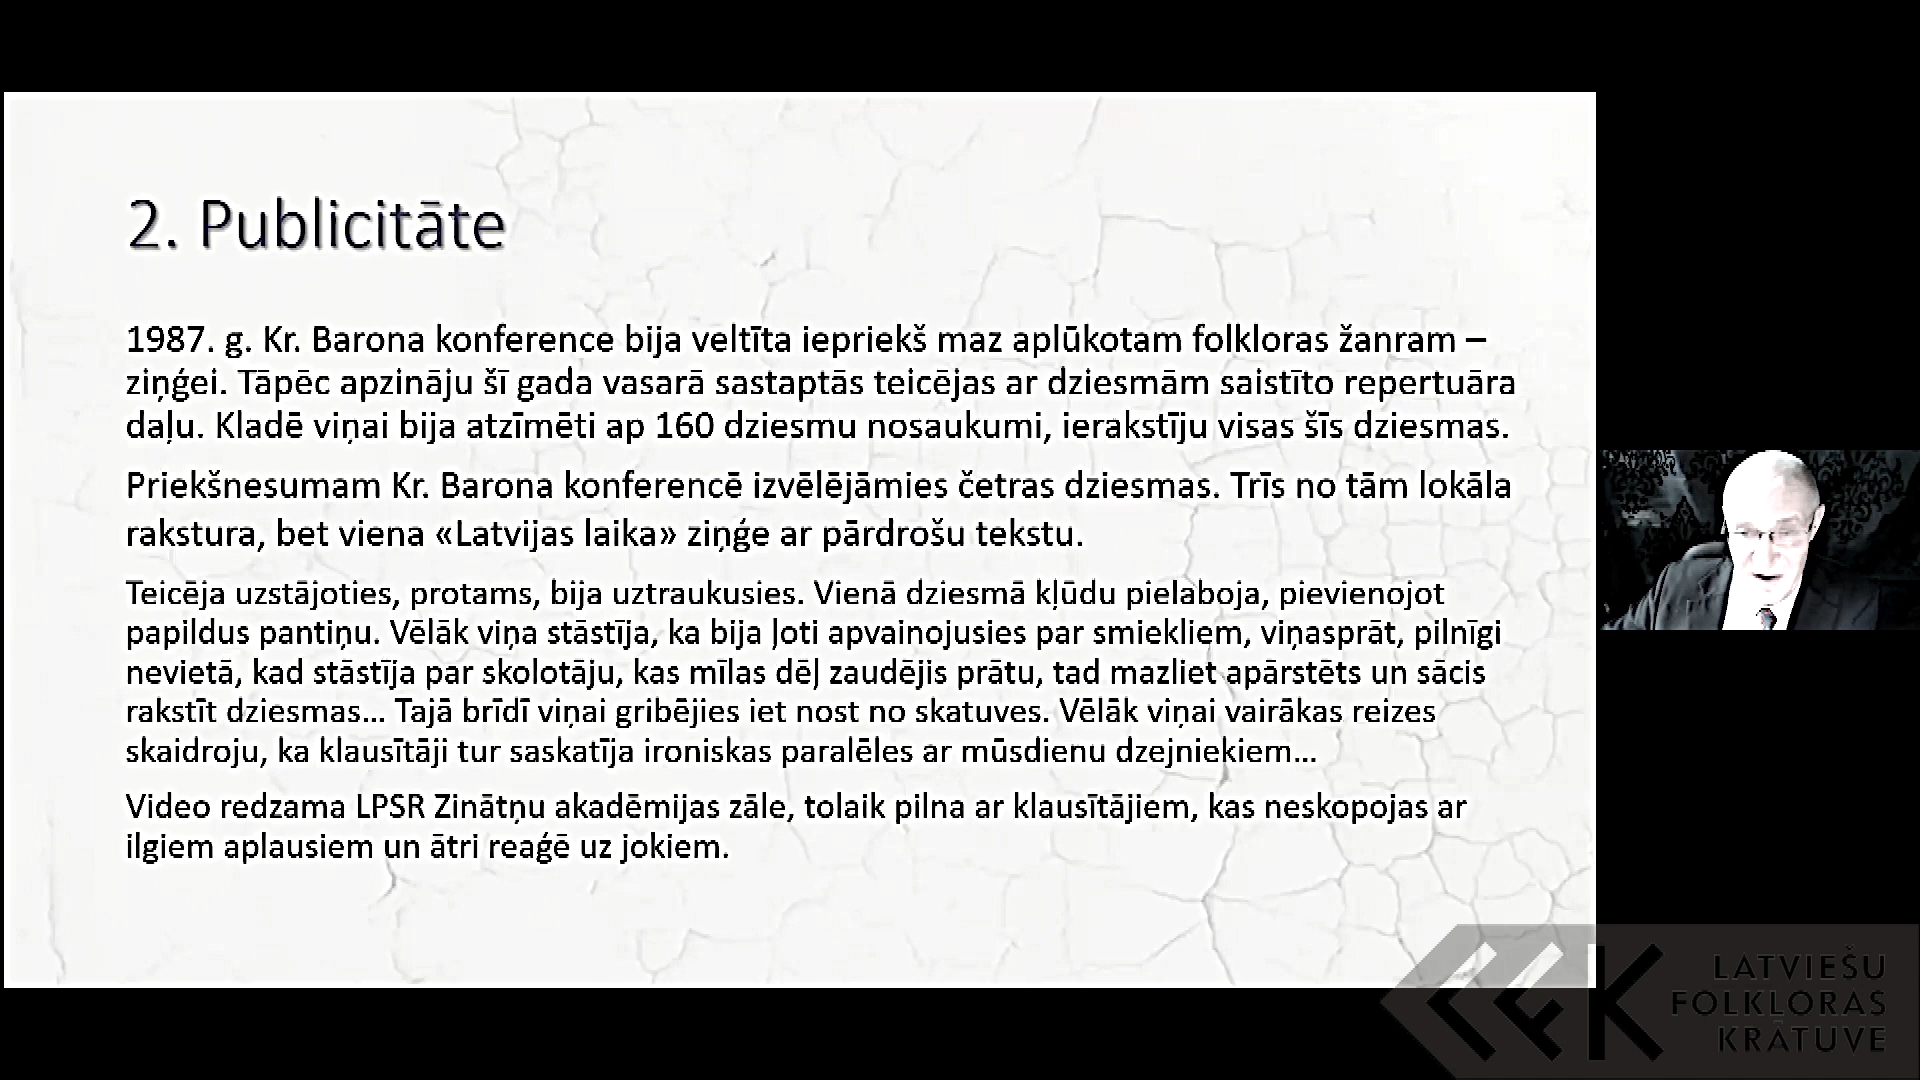 2. Publicitāte
1987. g. Kr. Barona konference bija veltīta iepriekš maz aplūkotam folkloras žanram –
ziņģei. Tāpēc apzināju šī gada vasarā sastaptās teicējas ar dziesmām saistīto repertuāra
daļu. Kladē viņai bija atzīmēti ap 160 dziesmu nosaukumi, ierakstīju visas šīs dziesmas.
Priekšnesumam Kr. Barona konferencē izvēlējāmies četras dziesmas. Trīs no tām lokāla
rakstura, bet viena «Latvijas laika» ziņģe ar pārdrošu tekstu.
Teicēja uzstājoties, protams, bija uztraukusies. Vienā dziesmā kļūdu pielaboja, pievienojot
papildus pantiņu. Vēlāk viņa stāstīja, ka bija ļoti apvainojusies par smiekliem, viņasprāt, pilnīgi
nevietā, kad stāstīja par skolotāju, kas mīlas dēļ zaudējis prātu, tad mazliet apārstēts un sācis
rakstīt dziesmas... Tajā brīdī viņai gribējies iet nost no skatuves. Vēlāk viņai vairākas reizes
skaidroju, ka klausītāji tur saskatīja ironiskas paralēles ar mūsdienu dzejniekiem...
Video redzama LPSR Zinātņu akadēmijas zāle, tolaik pilna ar klausītājiem, kas neskopojas ar
ilgiem aplausiem un ātri reaģē uz jokiem.
LFK
LATVIEŠU
FOLKLORAS
KRĀTUVE